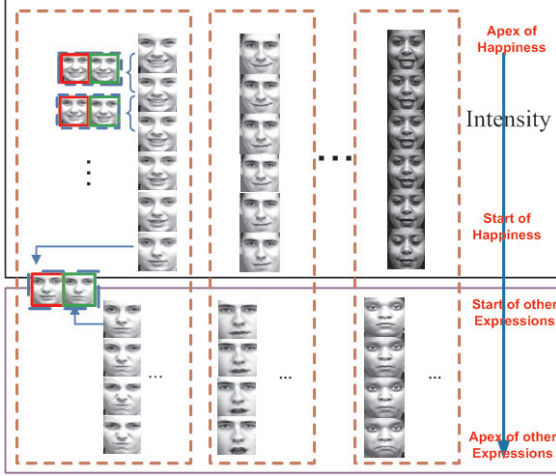 Apex of
Happiness
Intensity
Start of
Happiness
Start of other
Expressions
Apex of other
Expressions